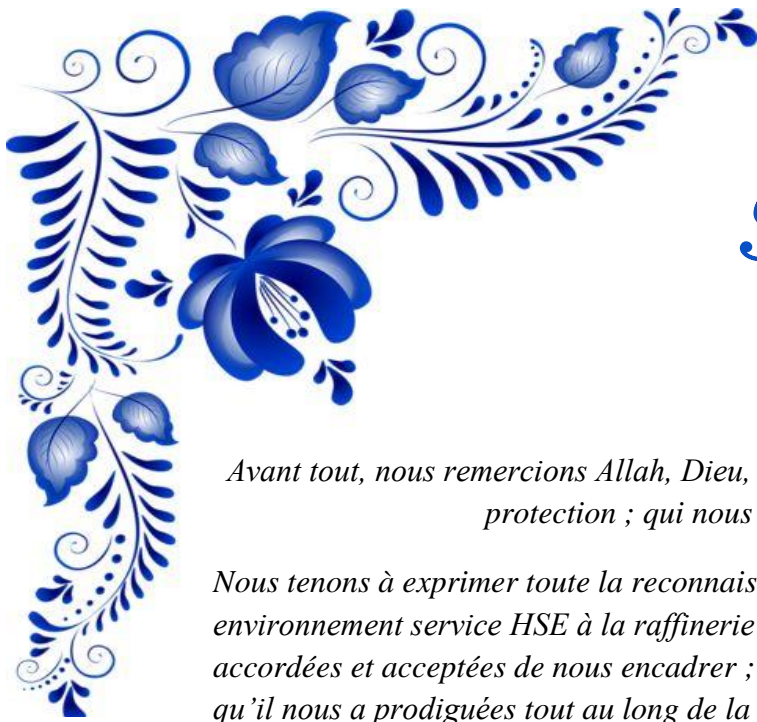 Avant tout, nous remercions Allah, Dieu,
protection ; qui nous
Nous tenons à exprimer toute la reconnais
environnement service HSE à la raffinerie
accordées et acceptées de nous encadrer ;
qu'il nous a prodiguées tout au long de la